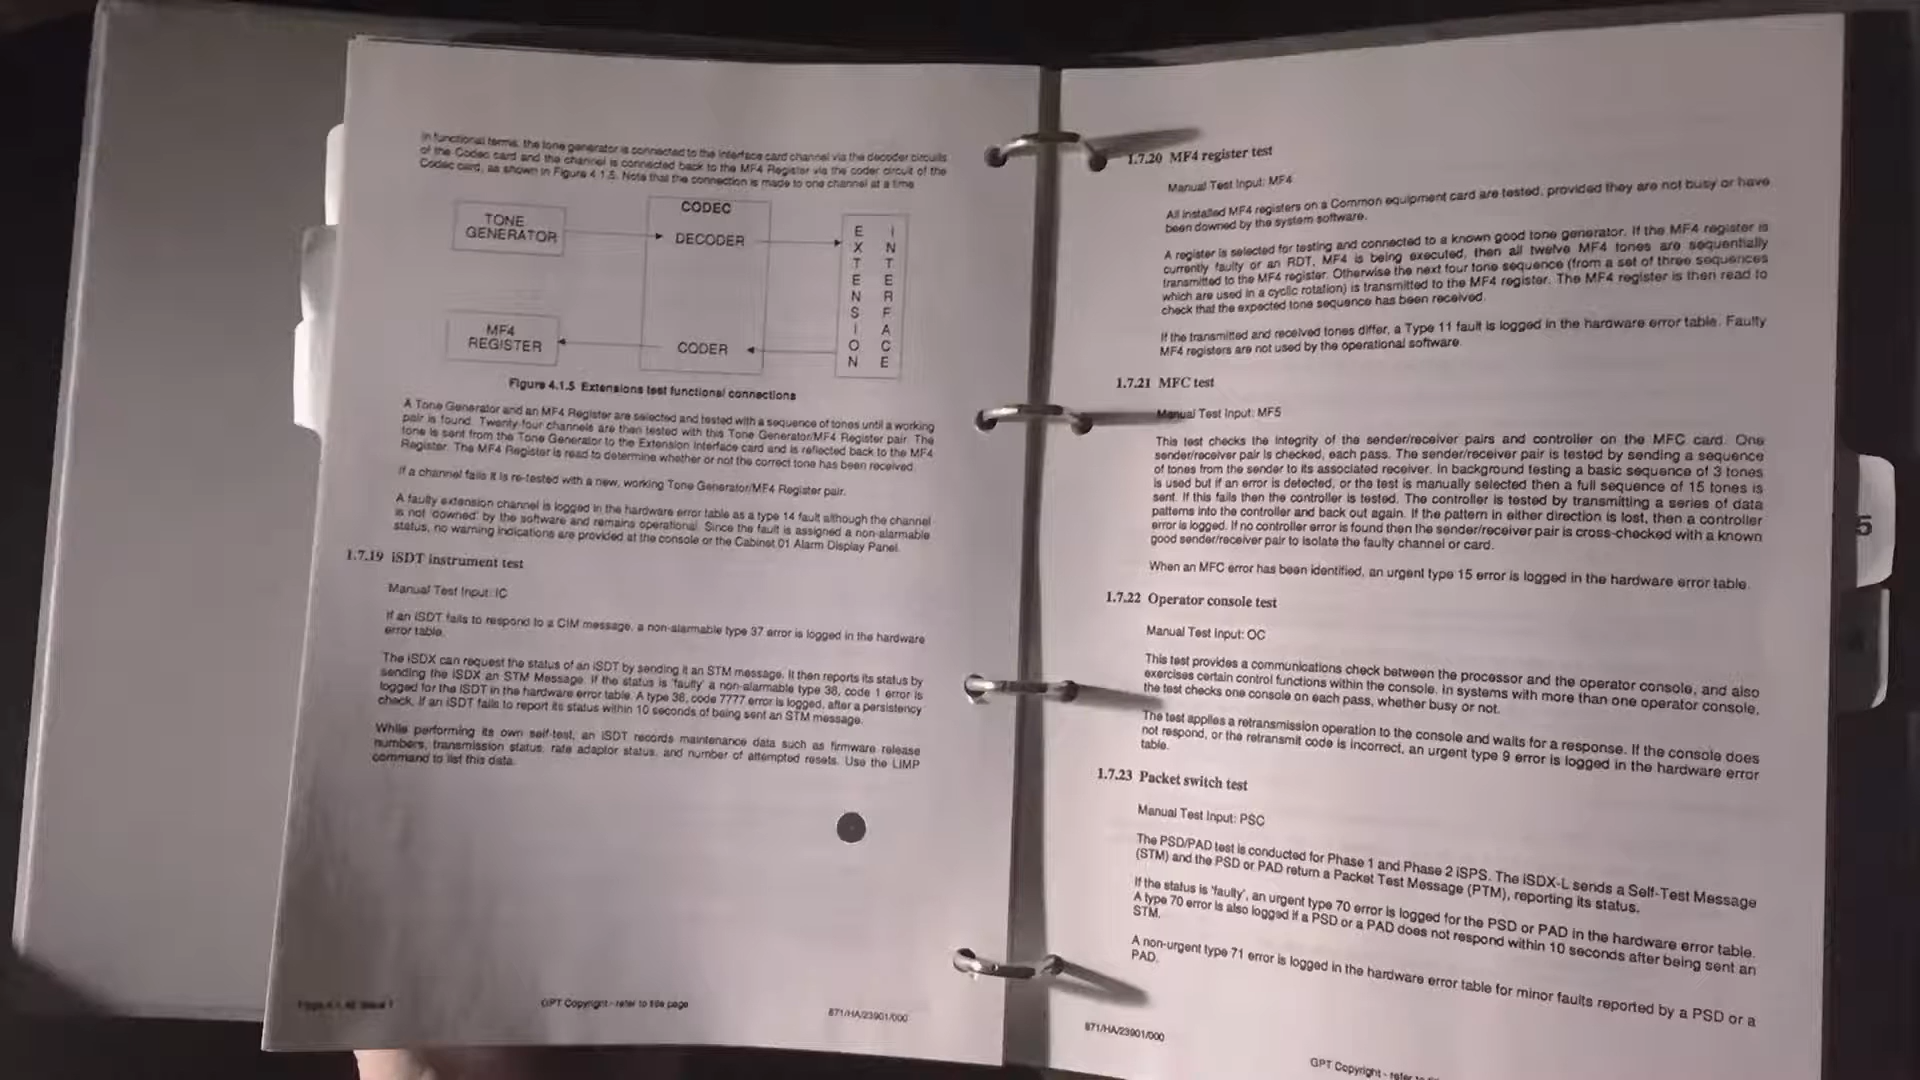 In functional terms, the tone generator is connected to the interface card channel via the decoder circuits
of the Codec card and the channel is connected back to the MF4 Register via the coder circuit of the
Codec card, as shown in Figure 4.1.5. Note that the connection is made to one channel at a time
TONE
GENERATOR
CODEC
DECODER
MF4
REGISTER
CODER
EXTENSION
INTERFACE
Figure 4.1.5 Extensions test functional connections
A Tone Generator and an MF4 Register are selected and tested with a sequence of tones until a working
pair is found. Twenty four channels are then tested with this Tone Generator/MF4 Register pair. The
tone is sent from the Tone Generator to the Extension Interface card and is reflected back to the MF4
Register. The MF4 Register is read to determine whether or not the correct tone has been received.
If a channel fails it is re-tested with a new, working Tone Generator/MF4 Register pair.
A faulty extension channel is logged in the hardware error table as a type 14 fault although the channel
is not 'downed' by the software and remains operational. Since the fault is assigned a non-alarmable
status, no warning indications are provided at the console or the Cabinet 01 Alarm Display Panel.
1.7.19 iSDT instrument test
Manual Test Input: IC
If an iSDT fails to respond to a CIM message, a non-alarmable type 37 error is logged in the hardware
error table.
The iSDX can request the status of an iSDT by sending it an STM message. It then reports its status by
sending the iSDX an STM Message. If the status is 'faulty' a non-alarmable type 38, code 1 error is
logged for the iSDT in the hardware error table. A type 38, code 7777 error is logged, after a persistency
check, if an iSDT fails to report its status within 10 seconds of being sent an STM message.
While performing its own self-test, an iSDT records maintenance data such as firmware release
numbers, transmission status, rate adaptor status, and number of attempted resets. Use the LIMP
command to list this data.
GPT Copyright - refer to title page
871/HA/23901/000
1.7.20 MF4 register test
Manual Test Input: MF4
All installed MF4 registers on a Common equipment card are tested, provided they are not busy or have
been downed by the system software.
A register is selected for testing and connected to a known good tone generator. If the MF4 register is
currently faulty or an RDT, MF4 is being executed, then all twelve MF4 tones are sequentially
transmitted to the MF4 register. Otherwise the next four tone sequence (from a set of three sequences
which are used in a cyclic rotation) is transmitted to the MF4 register. The MF4 register is then read to
check that the expected tone sequence has been received.
If the transmitted and received tones differ, a Type 11 fault is logged in the hardware error table. Faulty
MF4 registers are not used by the operational software.
1.7.21 MFC test
Manual Test Input: MF5
This test checks the integrity of the sender/receiver pairs and controller on the MFC card. One
sender/receiver pair is checked, each pass. The sender/receiver pair is tested by sending a sequence
of tones from the sender to its associated receiver. In background testing a basic sequence of 3 tones
is used but if an error is detected, or the test is manually selected then a full sequence of 15 tones is
sent. If this fails then the controller is tested. The controller is tested by transmitting a series of data
patterns into the controller and back out again. If the pattern in either direction is lost, then a controller
error is logged. If no controller error is found then the sender/receiver pair is cross-checked with a known
good sender/receiver pair to isolate the faulty channel or card.
When an MFC error has been identified, an urgent type 15 error is logged in the hardware error table.
1.7.22 Operator console test
Manual Test Input: OC
This test provides a communications check between the processor and the operator console, and also
exercises certain control functions within the console. In systems with more than one operator console,
the test checks one console on each pass, whether busy or not.
The test applies a retransmission operation to the console and waits for a response. If the console does
not respond, or the retransmit code is incorrect, an urgent type 9 error is logged in the hardware error
table.
1.7.23 Packet switch test
Manual Test Input: PSC
The PSD/PAD test is conducted for Phase 1 and Phase 2 iSPS. The iSDX-L sends a Self-Test Message
(STM) and the PSD or PAD return a Packet Test Message (PTM), reporting its status.
If the status is 'faulty', an urgent type 70 error is logged for the PSD or PAD in the hardware error table.
A type 70 error is also logged if a PSD or a PAD does not respond within 10 seconds after being sent an
STM.
A non-urgent type 71 error is logged in the hardware error table for minor faults reported by a PSD or a
PAD.
871/HA/23901/000
GPT Copyright - refer to
5